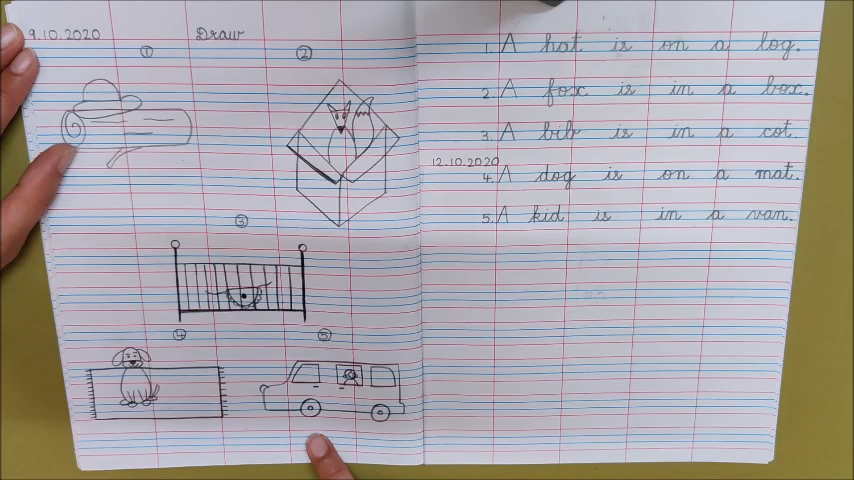 9.10.2020 Draw
1
2
3
4
5
1. A hat is on a log.
2. A fox is in a box.
3. A bib is in a cot.
12.10.2020
4. A dog is on a mat.
5. A kid is in a van.